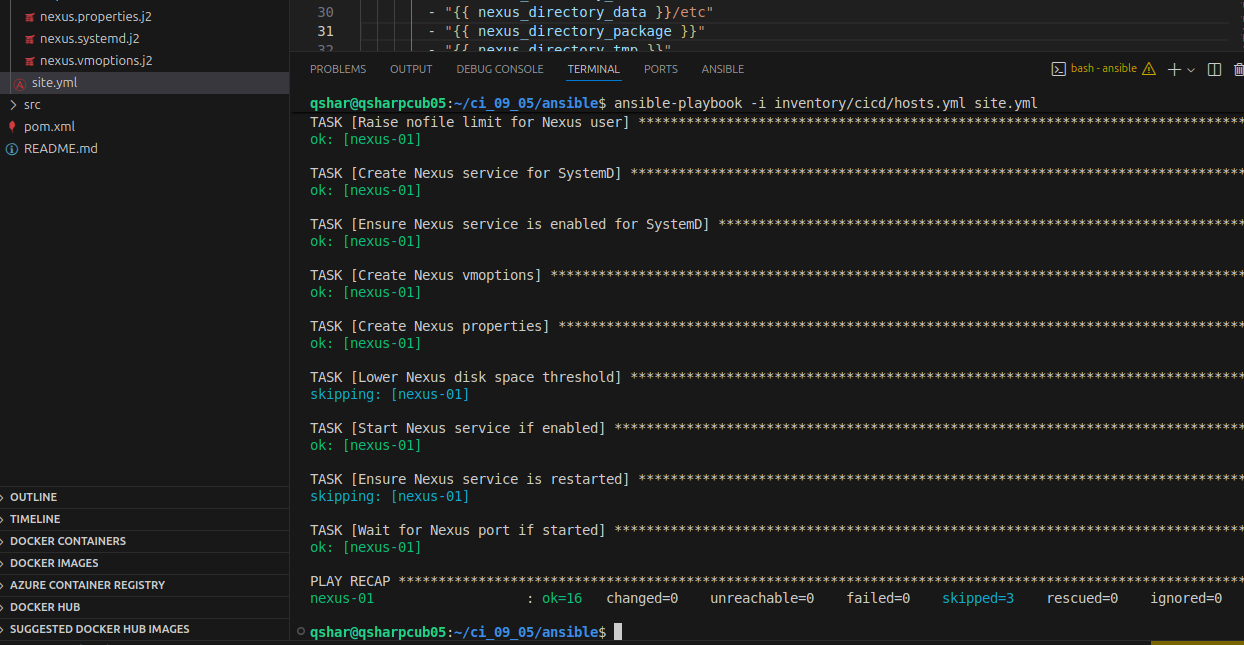 nexus.properties.j2
nexus.systemd.j2
nexus.vmoptions.j2
site.yml
src
pom.xml
README.md
OUTLINE
TIMELINE
DOCKER CONTAINERS
DOCKER IMAGES
AZURE CONTAINER REGISTRY
DOCKER HUB
SUGGESTED DOCKER HUB IMAGES
30 - "{{ nexus_directory_data }}/etc"
31 - "{{ nexus_directory_package }}"
32 - "{{ nexus_directory_tmp }}"
PROBLEMS OUTPUT DEBUG CONSOLE TERMINAL PORTS ANSIBLE
bash - ansible
qshar@qsharpcub05:~/ci_09_05/ansible$ ansible-playbook -i inventory/cicd/hosts.yml site.yml
TASK [Raise nofile limit for Nexus user] ****************************************************************************
ok: [nexus-01]
TASK [Create Nexus service for SystemD] *****************************************************************************
ok: [nexus-01]
TASK [Ensure Nexus service is enabled for SystemD] ******************************************************************
ok: [nexus-01]
TASK [Create Nexus vmoptions] ***************************************************************************************
ok: [nexus-01]
TASK [Create Nexus properties] **************************************************************************************
ok: [nexus-01]
TASK [Lower Nexus disk space threshold] *****************************************************************************
skipping: [nexus-01]
TASK [Start Nexus service if enabled] *******************************************************************************
ok: [nexus-01]
TASK [Ensure Nexus service is restarted] ****************************************************************************
skipping: [nexus-01]
TASK [Wait for Nexus port if started] *******************************************************************************
ok: [nexus-01]
PLAY RECAP **********************************************************************************************************
nexus-01 : ok=16 changed=0 unreachable=0 failed=0 skipped=3 rescued=0 ignored=0
qshar@qsharpcub05:~/ci_09_05/ansible$